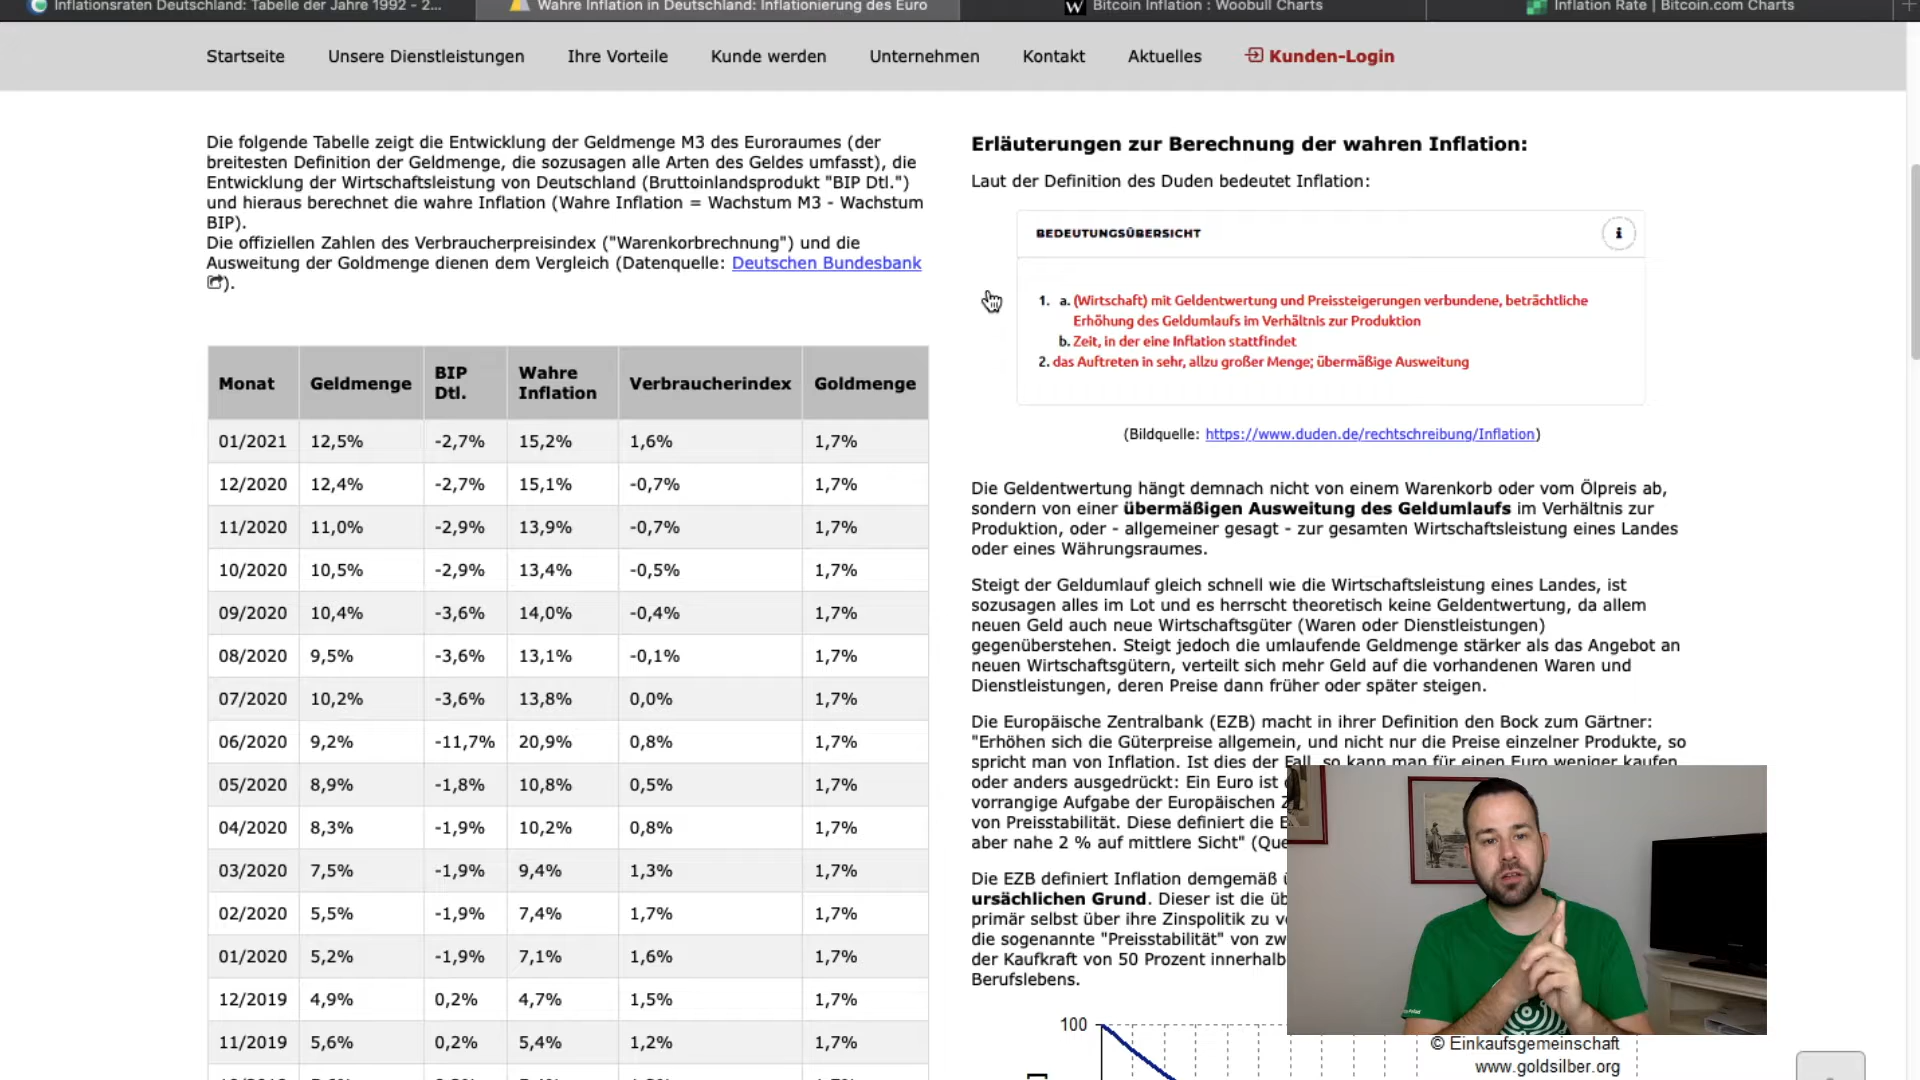 Inflationsraten Deutschland: Tabelle der Jahre 1992 - 2...
Wahre Inflation in Deutschland: Inflationierung des Euro
Bitcoin Inflation : Woobull Charts
Inflation Rate | Bitcoin.com Charts
Startseite
Unsere Dienstleistungen
Ihre Vorteile
Kunde werden
Unternehmen
Kontakt
Aktuelles
Kunden-Login
Die folgende Tabelle zeigt die Entwicklung der Geldmenge M3 des Euroraumes (der
breitesten Definition der Geldmenge, die sozusagen alle Arten des Geldes umfasst), die
Entwicklung der Wirtschaftsleistung von Deutschland (Bruttoinlandsprodukt "BIP Dtl.")
und hieraus berechnet die wahre Inflation (Wahre Inflation = Wachstum M3 - Wachstum
BIP).
Die offiziellen Zahlen des Verbraucherpreisindex ("Warenkorbrechnung") und die
Ausweitung der Goldmenge dienen dem Vergleich (Datenquelle: Deutschen Bundesbank
).
Monat Geldmenge BIP Dtl. Wahre Inflation Verbraucherindex Goldmenge
01/2021 12,5% -2,7% 15,2% 1,6% 1,7%
12/2020 12,4% -2,7% 15,1% -0,7% 1,7%
11/2020 11,0% -2,9% 13,9% -0,7% 1,7%
10/2020 10,5% -2,9% 13,4% -0,5% 1,7%
09/2020 10,4% -3,6% 14,0% -0,4% 1,7%
08/2020 9,5% -3,6% 13,1% -0,1% 1,7%
07/2020 10,2% -3,6% 13,8% 0,0% 1,7%
06/2020 9,2% -11,7% 20,9% 0,8% 1,7%
05/2020 8,9% -1,8% 10,8% 0,5% 1,7%
04/2020 8,3% -1,9% 10,2% 0,8% 1,7%
03/2020 7,5% -1,9% 9,4% 1,3% 1,7%
02/2020 5,5% -1,9% 7,4% 1,7% 1,7%
01/2020 5,2% -1,9% 7,1% 1,6% 1,7%
12/2019 4,9% 0,2% 4,7% 1,5% 1,7%
11/2019 5,6% 0,2% 5,4% 1,2% 1,7%
Erläuterungen zur Berechnung der wahren Inflation:
Laut der Definition des Duden bedeutet Inflation:
BEDEUTUNGSÜBERSICHT
i
1. a. (Wirtschaft) mit Geldentwertung und Preissteigerungen verbundene, beträchtliche
Erhöhung des Geldumlaufs im Verhältnis zur Produktion
b. Zeit, in der eine Inflation stattfindet
2. das Auftreten in sehr, allzu großer Menge; übermäßige Ausweitung
(Bildquelle: https://www.duden.de/rechtschreibung/Inflation)
Die Geldentwertung hängt demnach nicht von einem Warenkorb oder vom Ölpreis ab,
sondern von einer übermäßigen Ausweitung des Geldumlaufs im Verhältnis zur
Produktion, oder - allgemeiner gesagt - zur gesamten Wirtschaftsleistung eines Landes
oder eines Währungsraumes.
Steigt der Geldumlauf gleich schnell wie die Wirtschaftsleistung eines Landes, ist
sozusagen alles im Lot und es herrscht theoretisch keine Geldentwertung, da allem
neuen Geld auch neue Wirtschaftsgüter (Waren oder Dienstleistungen)
gegenüberstehen. Steigt jedoch die umlaufende Geldmenge stärker als das Angebot an
neuen Wirtschaftsgütern, verteilt sich mehr Geld auf die vorhandenen Waren und
Dienstleistungen, deren Preise dann früher oder später steigen.
Die Europäische Zentralbank (EZB) macht in ihrer Definition den Bock zum Gärtner:
"Erhöhen sich die Güterpreise allgemein, und nicht nur die Preise einzelner Produkte, so
spricht man von Inflation. Ist dies der Fall, so kann man für einen Euro weniger kaufen
oder anders ausgedrückt: Ein Euro ist
vorrangige Aufgabe der Europäischen
von Preisstabilität. Diese definiert die
aber nahe 2 % auf mittlere Sicht" (Que
Die EZB definiert Inflation demgemäß
ursächlichen Grund. Dieser ist die üb
primär selbst über ihre Zinspolitik zu v
die sogenannte "Preisstabilität" von zw
der Kaufkraft von 50 Prozent innerhalb
Berufslebens.
100
© Einkaufsgemeinschaft
www.goldsilber.org